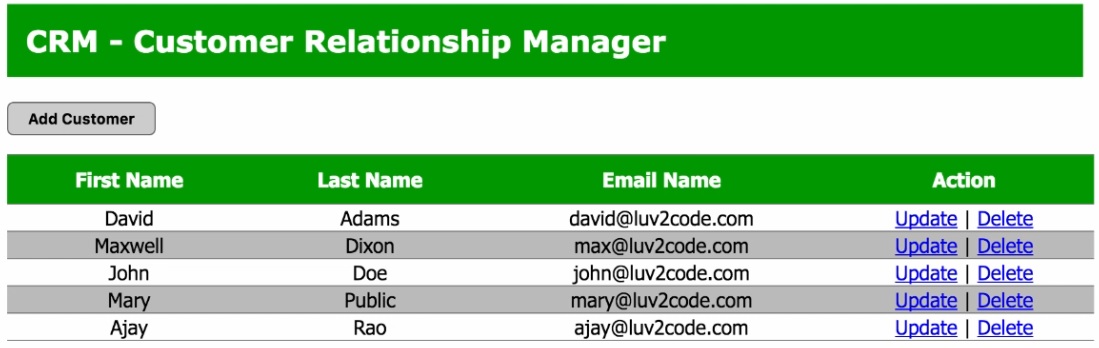 CRM - Customer Relationship Manager
Add Customer
First Name Last Name Email Name Action
David Adams david@luv2code.com Update | Delete
Maxwell Dixon max@luv2code.com Update | Delete
John Doe john@luv2code.com Update | Delete
Mary Public mary@luv2code.com Update | Delete
Ajay Rao ajay@luv2code.com Update | Delete